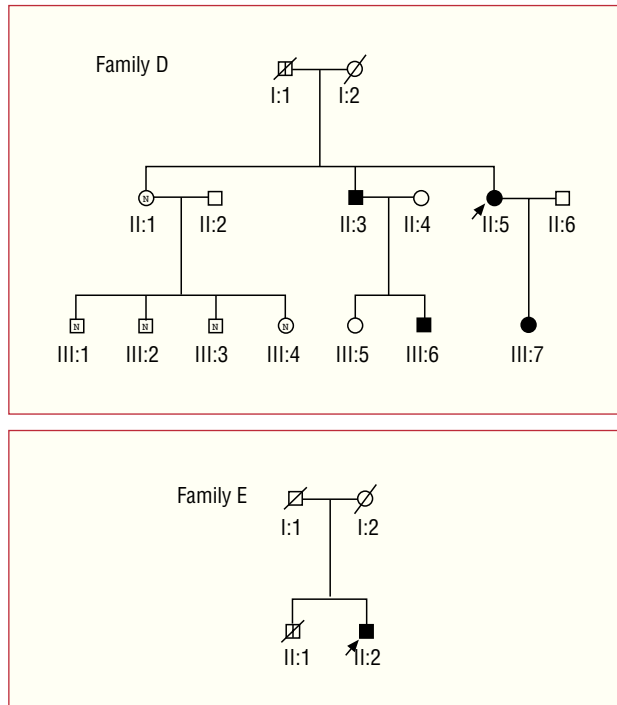 Family D
I:1 I:2
N
II:1 II:2 II:3 II:4 II:5 II:6
N N N N
III:1 III:2 III:3 III:4 III:5 III:6 III:7
Family E
I:1 I:2
II:1 II:2